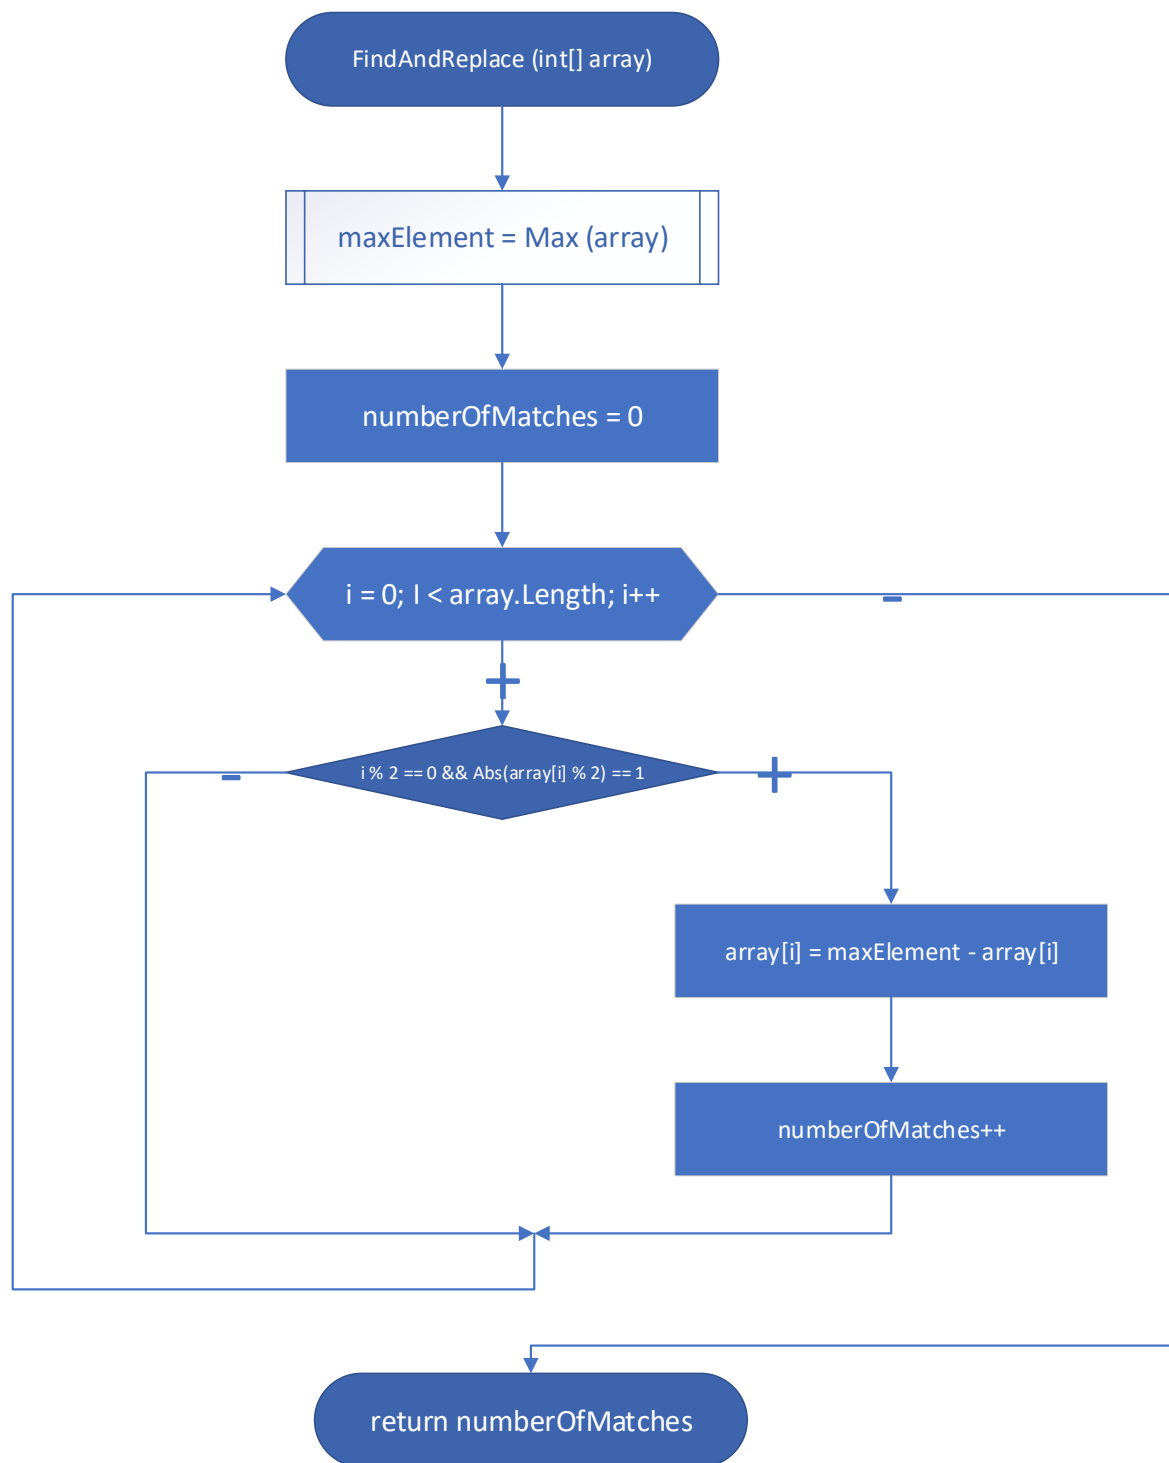 FindAndReplace (int[] array)
maxElement = Max (array)
numberOfMatches = 0
i = 0; I < array.Length; i++
-
+
i % 2 == 0 && Abs(array[i] % 2) == 1
-
+
array[i] = maxElement - array[i]
numberOfMatches++
return numberOfMatches